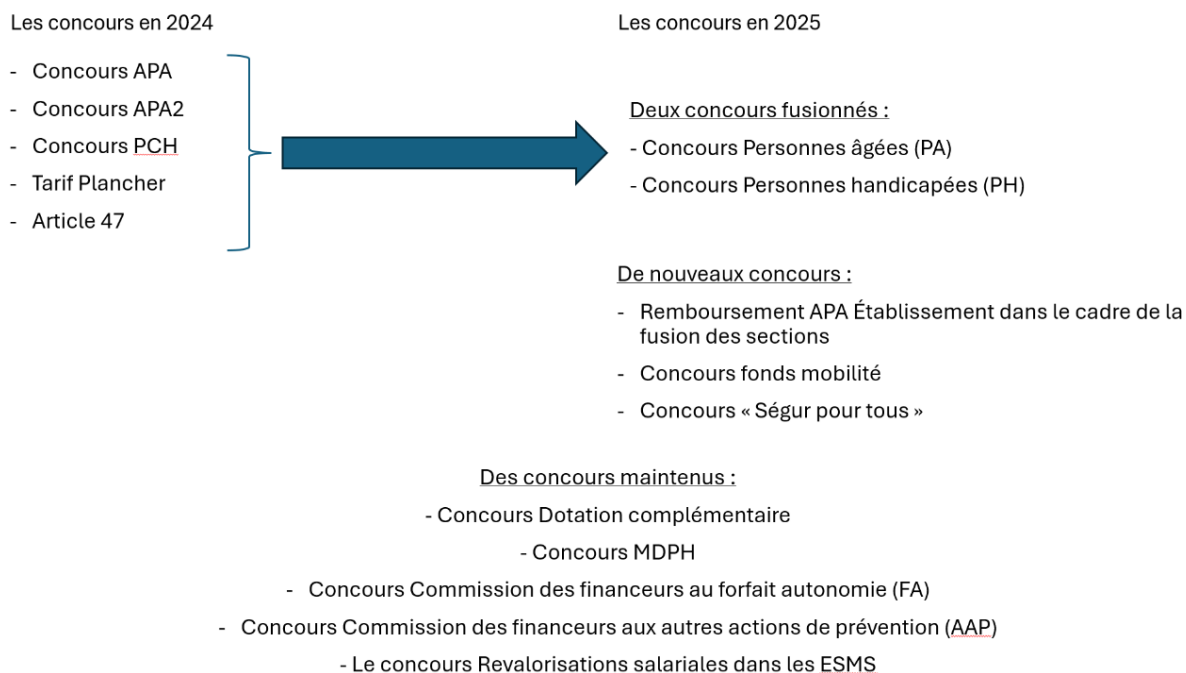 Les concours en 2024
- Concours APA
- Concours APA2
- Concours PCH
- Tarif Plancher
- Article 47
Les concours en 2025
Deux concours fusionnés :
- Concours Personnes âgées (PA)
- Concours Personnes handicapées (PH)
De nouveaux concours :
- Remboursement APA Établissement dans le cadre de la
fusion des sections
- Concours fonds mobilité
- Concours « Ségur pour tous »
Des concours maintenus :
- Concours Dotation complémentaire
- Concours MDPH
- Concours Commission des financeurs au forfait autonomie (FA)
- Concours Commission des financeurs aux autres actions de prévention (AAP)
- Le concours Revalorisations salariales dans les ESMS